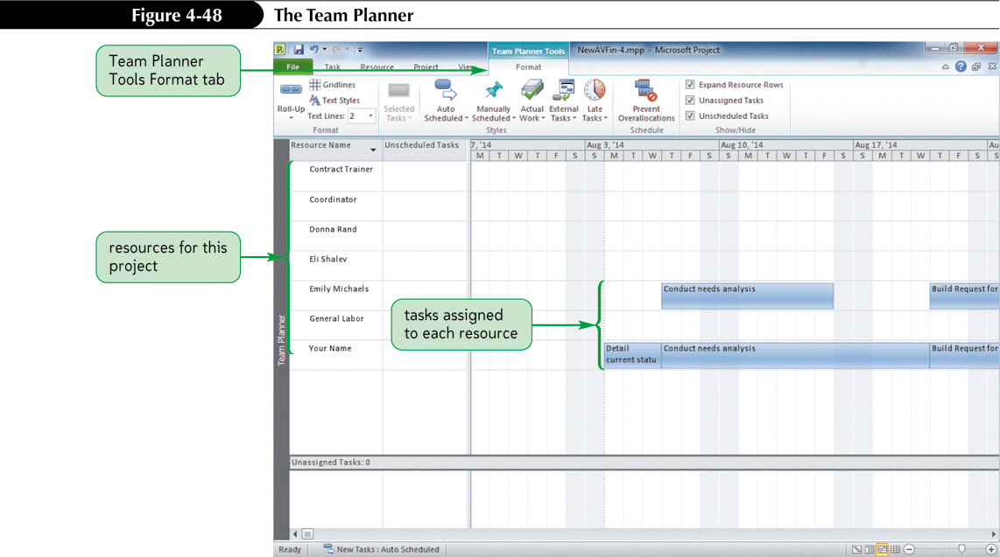 Figure 4-48 The Team Planner
Team Planner
Tools Format tab
resources for this
project
tasks assigned
to each resource
Team Planner Tools NewAVFin-4.mpp - Microsoft Project
File Task Resource Project View Format
Roll-Up
Gridlines
Text Styles
Text Lines: 2
Format
Selected
Tasks
Auto
Scheduled
Manually
Scheduled
Actual
Work
External
Tasks
Late
Tasks
Styles
Prevent
Overallocations
Schedule
Expand Resource Rows
Unassigned Tasks
Unscheduled Tasks
Show/Hide
Resource Name Unscheduled Tasks 7, '14 Aug 3, '14 Aug 10, '14 Aug 17, '14 Au
M T W T F S S M T W T F S S M T W T F S S M T W T F S S
Contract Trainer
Coordinator
Donna Rand
Eli Shalev
Emily Michaels Conduct needs analysis Build Request for
General Labor
Your Name Detail
current statu Conduct needs analysis Build Request for
Team Planner
Unassigned Tasks: 0
Ready New Tasks : Auto Scheduled